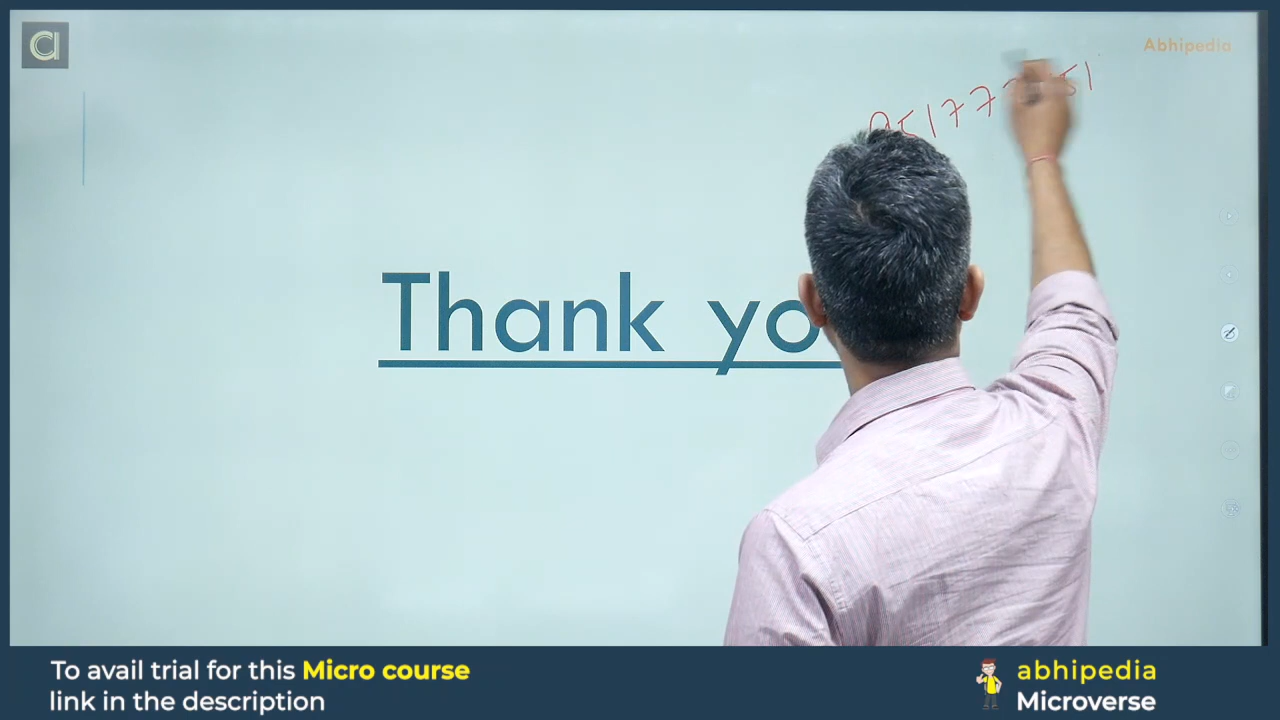 a
Abhipedia
Thank yo
To avail trial for this Micro course
link in the description
abhipedia
Microverse